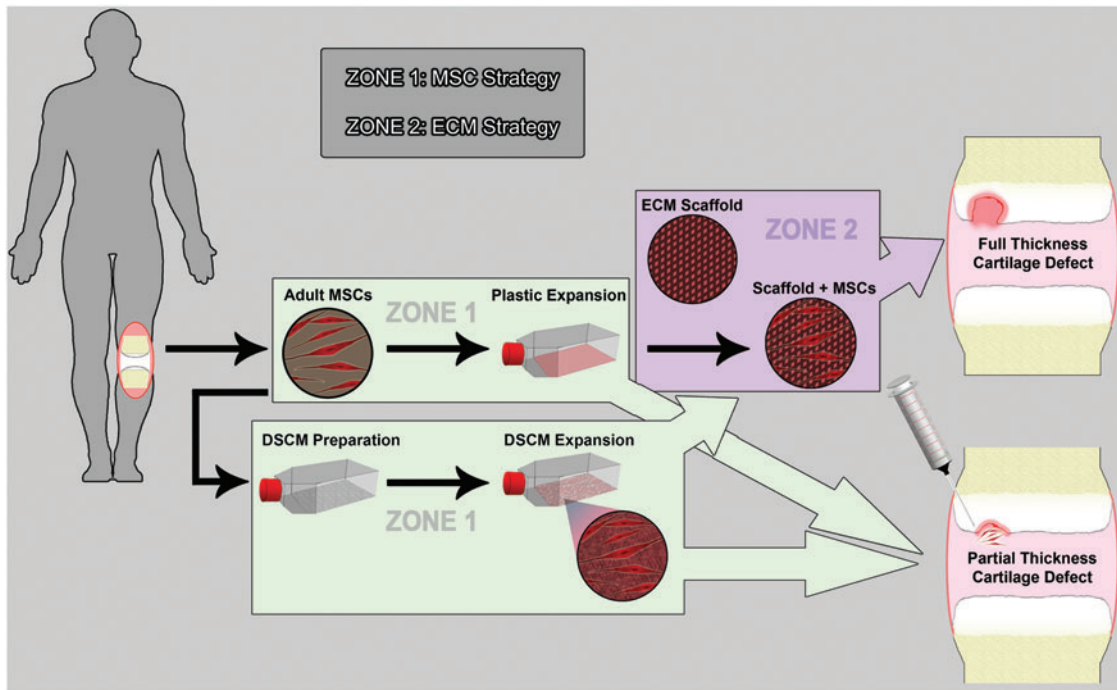 ZONE 1: MSC Strategy
ZONE 2: ECM Strategy
ECM Scaffold
ZONE 2
Scaffold + MSCs
Full Thickness
Cartilage Defect
Adult MSCs
ZONE 1
Plastic Expansion
DSCM Preparation
DSCM Expansion
ZONE 1
Partial Thickness
Cartilage Defect